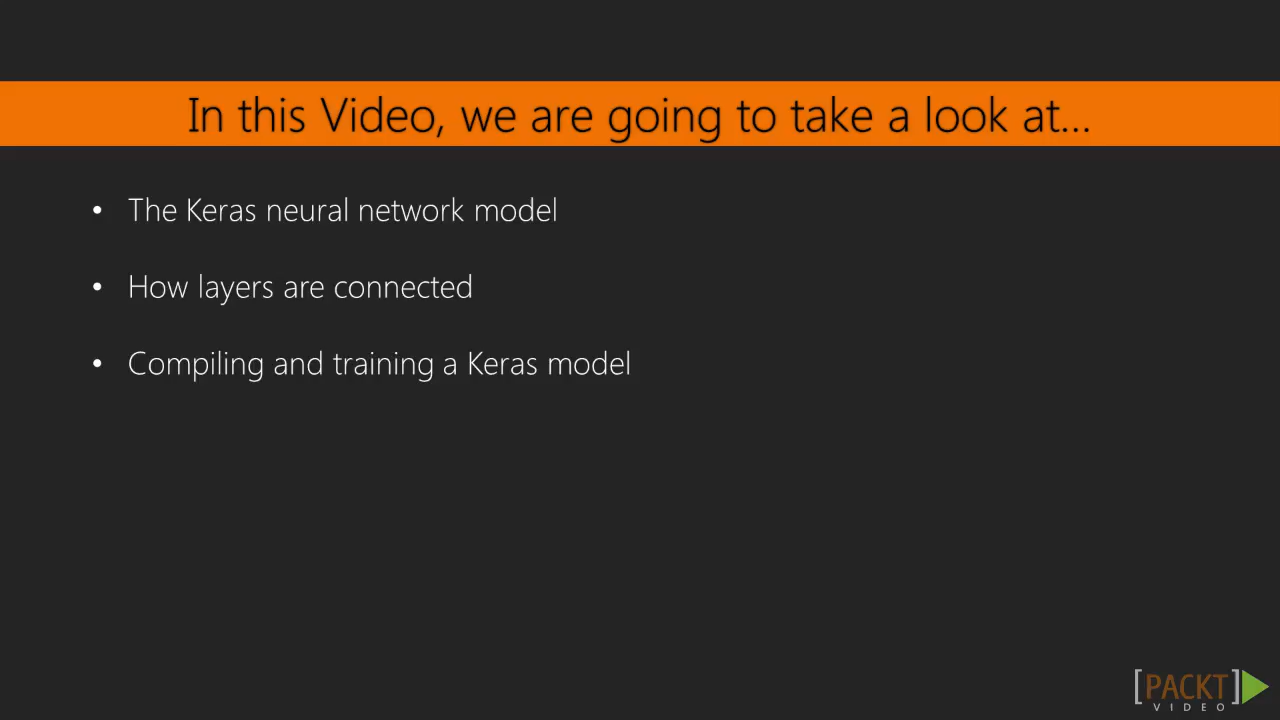 In this Video, we are going to take a look at...
• The Keras neural network model
• How layers are connected
• Compiling and training a Keras model
[PACKT]
VIDEO